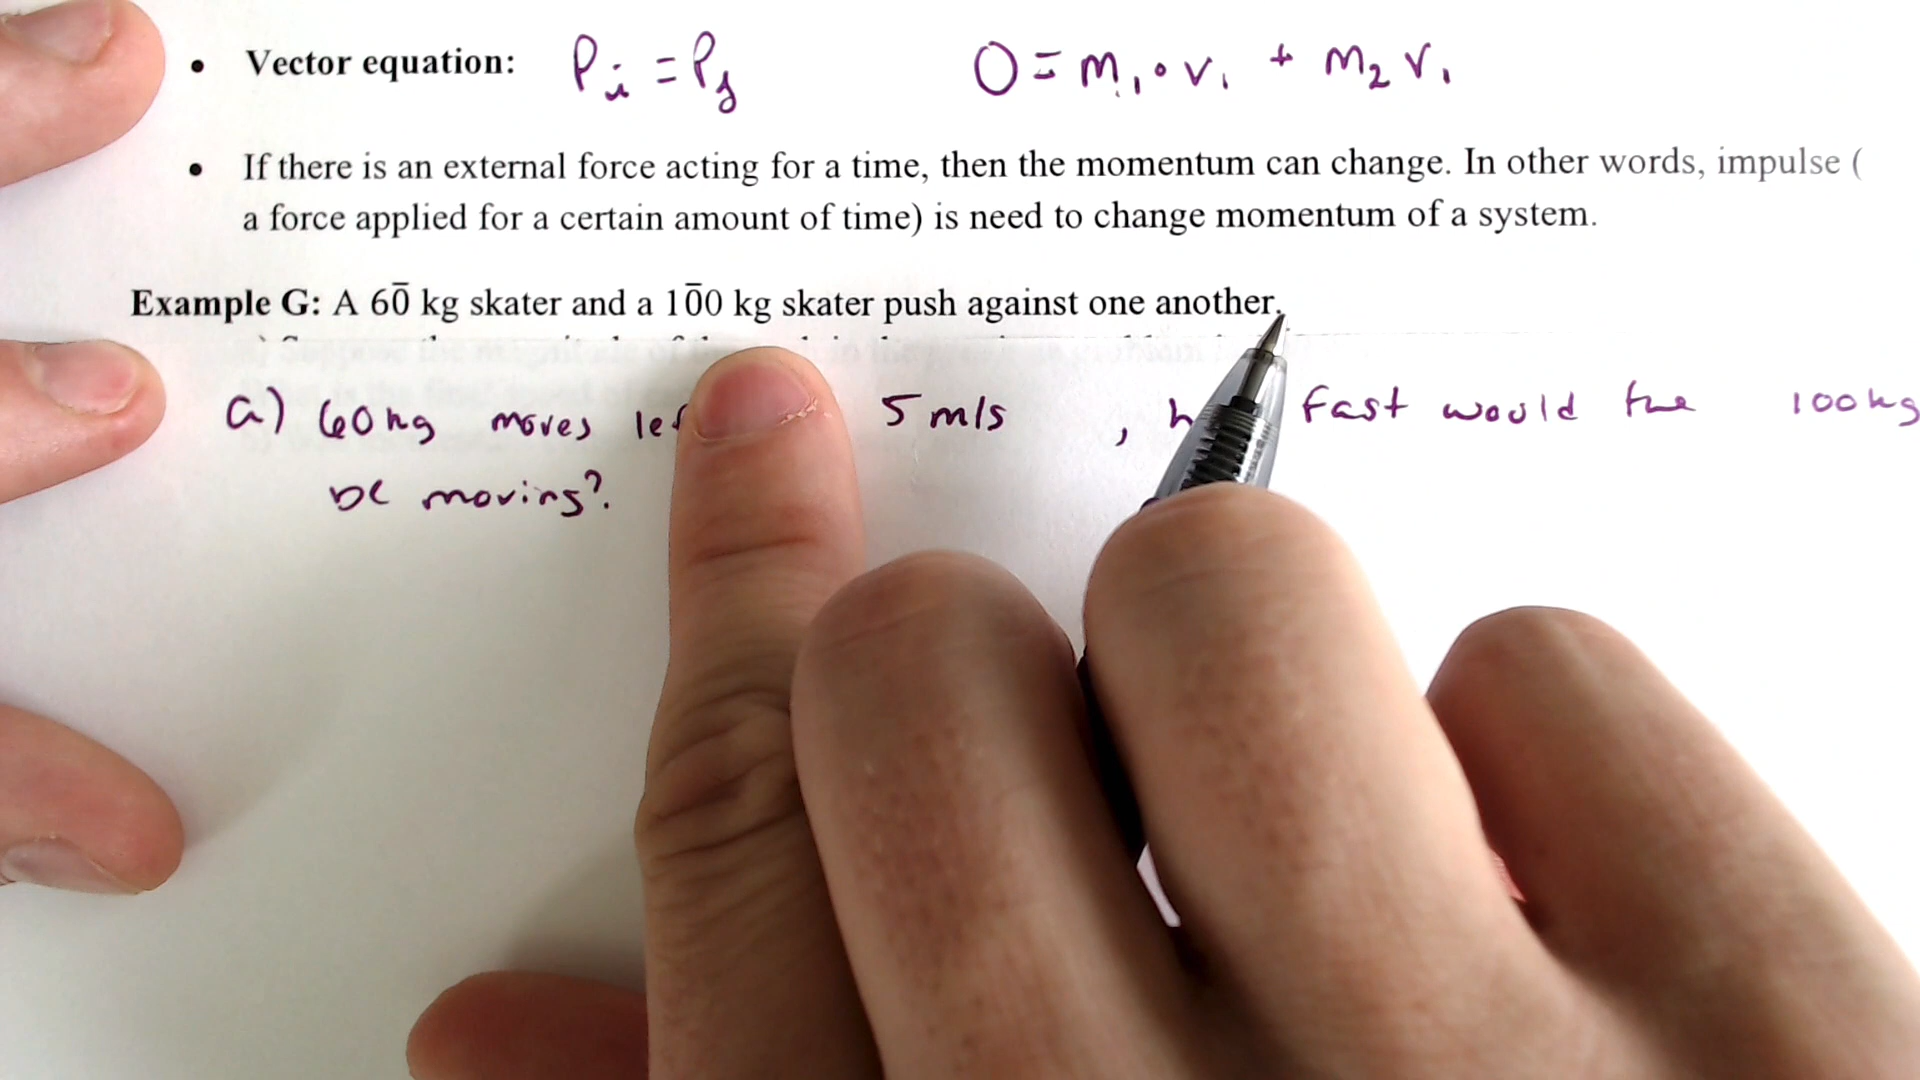 • Vector equation: Pi = Pf 0 = m₁ • v₁ + m₂ v₁
• If there is an external force acting for a time, then the momentum can change. In other words, impulse (
a force applied for a certain amount of time) is need to change momentum of a system.
Example G: A 60̅ kg skater and a 10̅0 kg skater push against one another.
a) 60kg moves 5 m/s , fast would the 100kg
be moving?